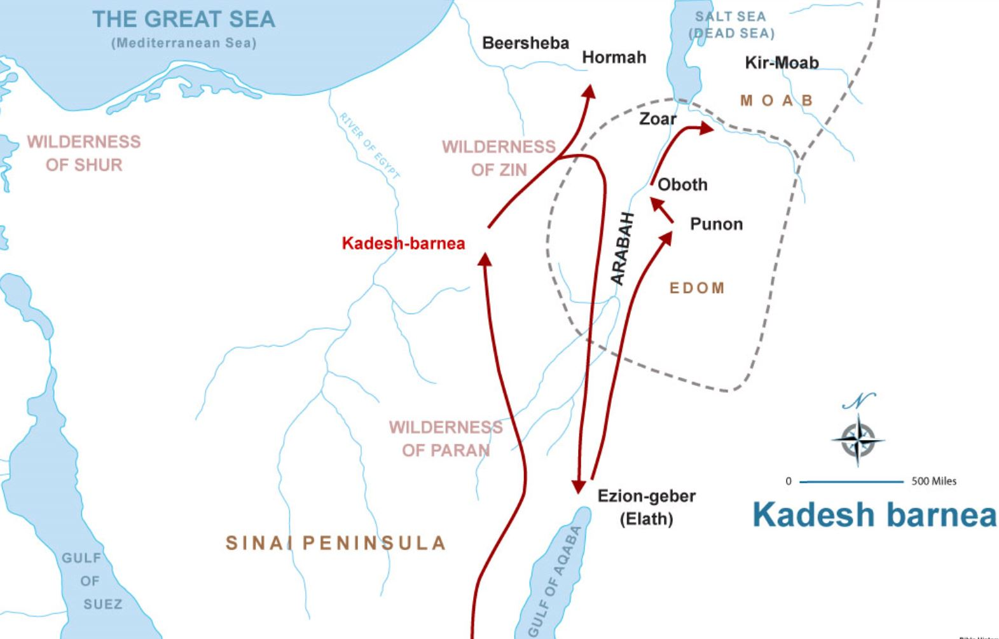 THE GREAT SEA
(Mediterranean Sea)
SALT SEA
(DEAD SEA)
Beersheba
Hormah
Kir-Moab
MOAB
Zoar
RIVER OF EGYPT
WILDERNESS
OF SHUR
WILDERNESS
OF ZIN
Oboth
Punon
ARABAH
Kadesh-barnea
EDOM
WILDERNESS
OF PARAN
N
0 500 Miles
Ezion-geber
(Elath)
Kadesh barnea
SINAI PENINSULA
GULF
OF
SUEZ
GULF OF AQABA